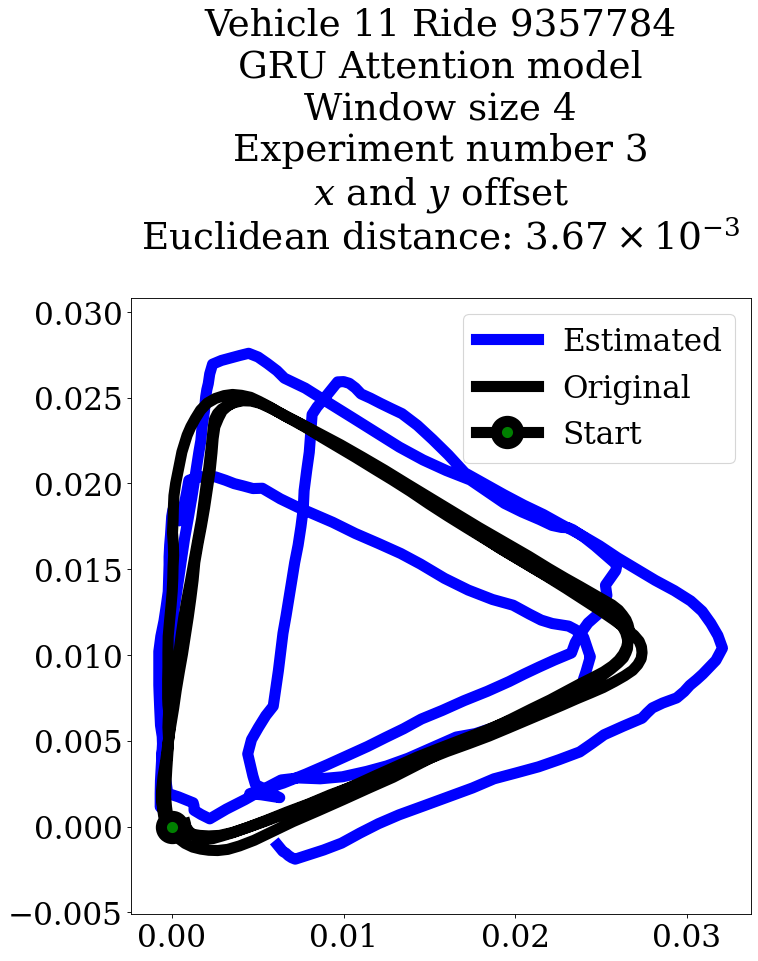 Vehicle 11 Ride 9357784
GRU Attention model
Window size 4
Experiment number 3
x and y offset
Euclidean distance: 3.67 × 10⁻³
Estimated
Original
Start
0.030
0.025
0.020
0.015
0.010
0.005
0.000
−0.005
0.00 0.01 0.02 0.03